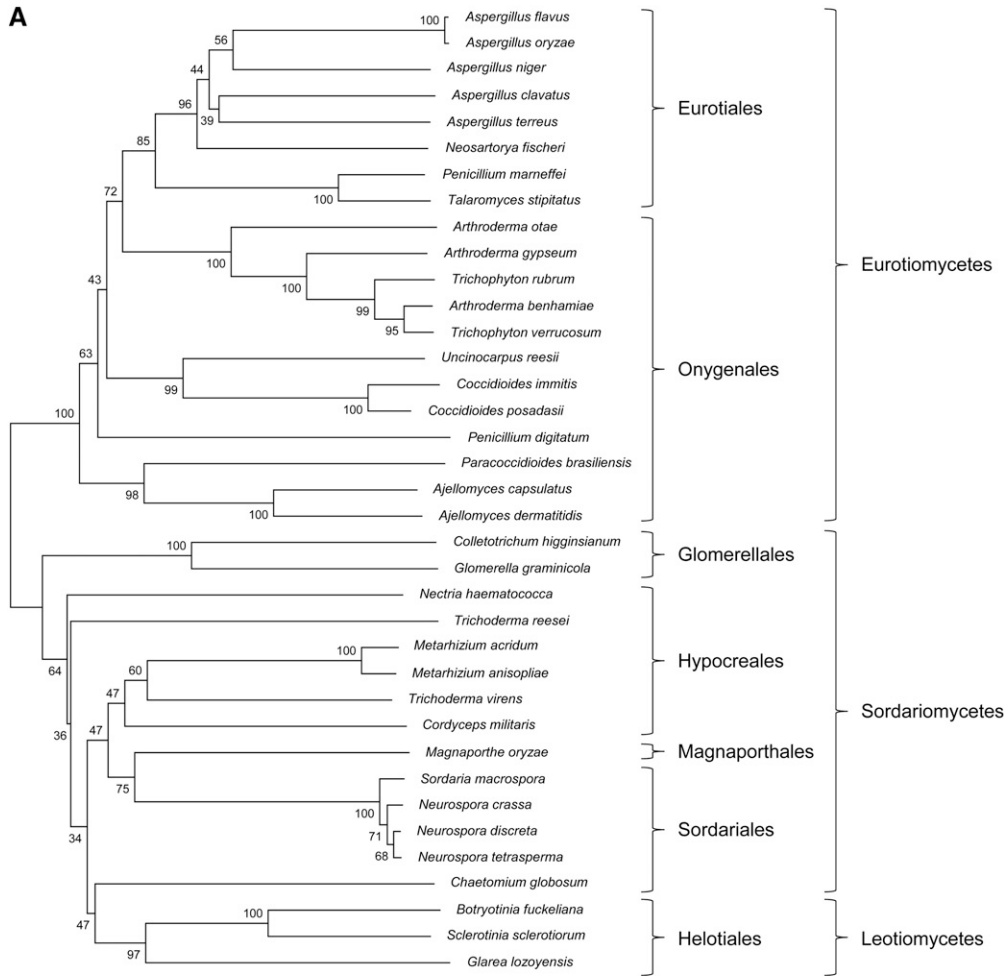 A
100
Aspergillus flavus
Aspergillus oryzae
56
Aspergillus niger
44
Aspergillus clavatus
96
39
Aspergillus terreus
Eurotiales
85
Neosartorya fischeri
Penicillium marneffei
100
Talaromyces stipitatus
72
Arthroderma otae
100
Arthroderma gypseum
Eurotiomycetes
43
100
Trichophyton rubrum
99
Arthroderma benhamiae
95
Trichophyton verrucosum
63
Uncinocarpus reesii
Onygenales
99
Coccidioides immitis
100
Coccidioides posadasii
100
Penicillium digitatum
Paracoccidioides brasiliensis
98
Ajellomyces capsulatus
100
Ajellomyces dermatitidis
100
Colletotrichum higginsianum
Glomerellales
Glomerella graminicola
Nectria haematococca
Trichoderma reesei
64
100
Metarhizium acridum
Hypocreales
60
Metarhizium anisopliae
47
Trichoderma virens
Sordariomycetes
36
47
Cordyceps militaris
Magnaporthe oryzae
Magnaporthales
75
Sordaria macrospora
100
Neurospora crassa
34
71
Neurospora discreta
Sordariales
68
Neurospora tetrasperma
Chaetomium globosum
47
100
Botryotinia fuckeliana
Sclerotinia sclerotiorum
Helotiales
Leotiomycetes
97
Glarea lozoyensis